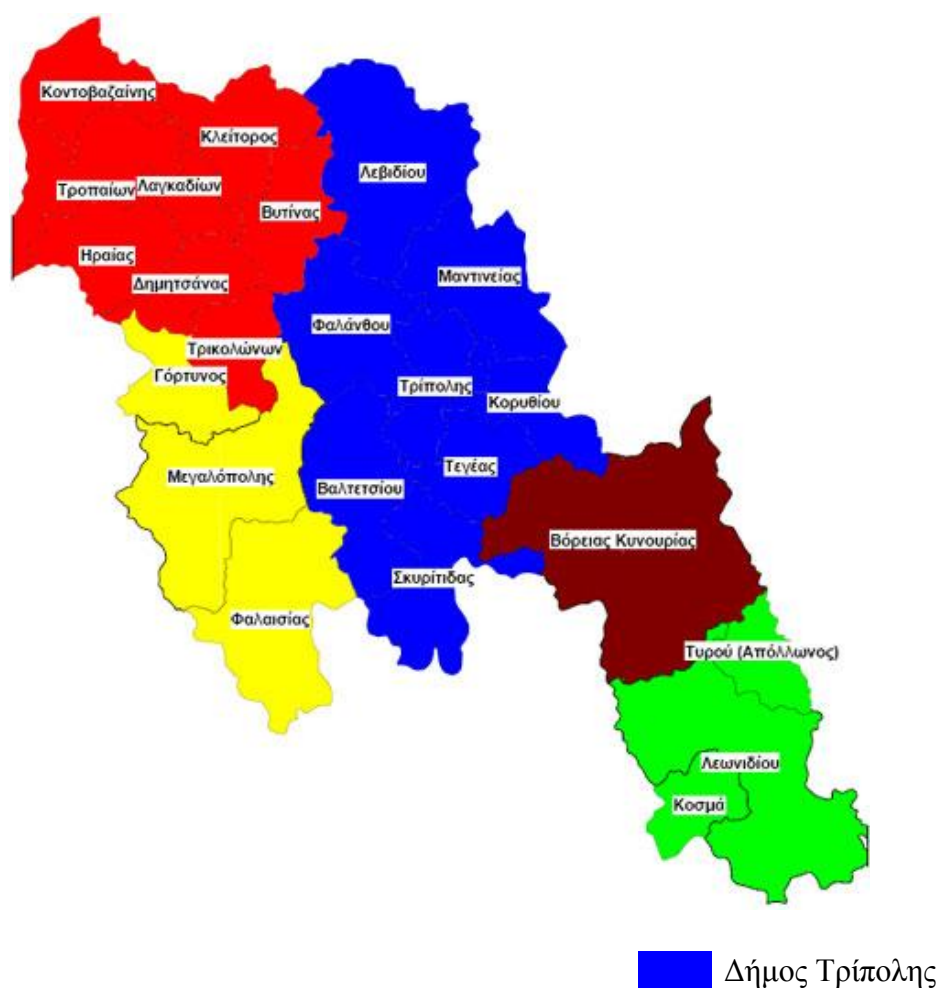 Κοντοβαζαίνης
Κλείτορος
Λεβιδίου
Τροπαίων
Λαγκαδίων
Βυτίνας
Ηραίας
Δημητσάνας
Μαντινείας
Φαλάνθου
Τρικολώνων
Γόρτυνος
Τρίπολης
Κορυθίου
Μεγαλόπολης
Βαλτετσίου
Τεγέας
Βόρειας Κυνουρίας
Σκυρίτιδας
Φαλαισίας
Τυρού (Απόλλωνος)
Λεωνιδίου
Κοσμά
Δήμος Τρίπολης